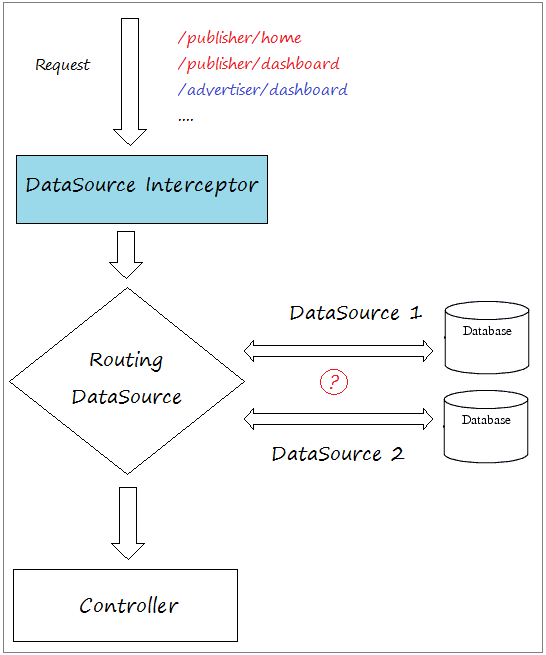 /publisher/home
Request
/publisher/dashboard
/advertiser/dashboard
....
DataSource Interceptor
DataSource 1
Database
Routing
DataSource
?
Database
DataSource 2
Controller